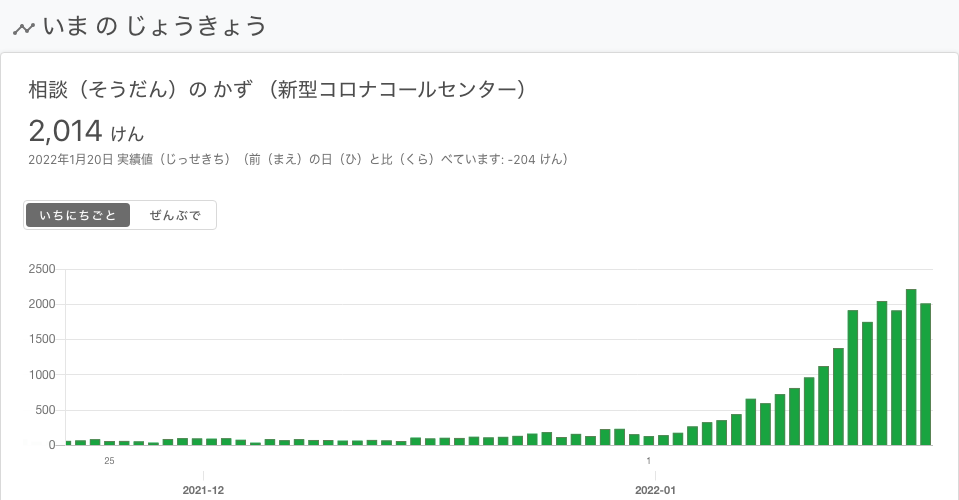 いま の じょうきょう
相談（そうだん）の かず （新型コロナコールセンター）
2,014 けん
2022年1月20日 実績値（じっせきち）（前（まえ）の日（ひ）と比（くら）べています: -204 けん）
いちにちごと ぜんぶで
2500
2000
1500
1000
500
0
25 1
2021-12 2022-01